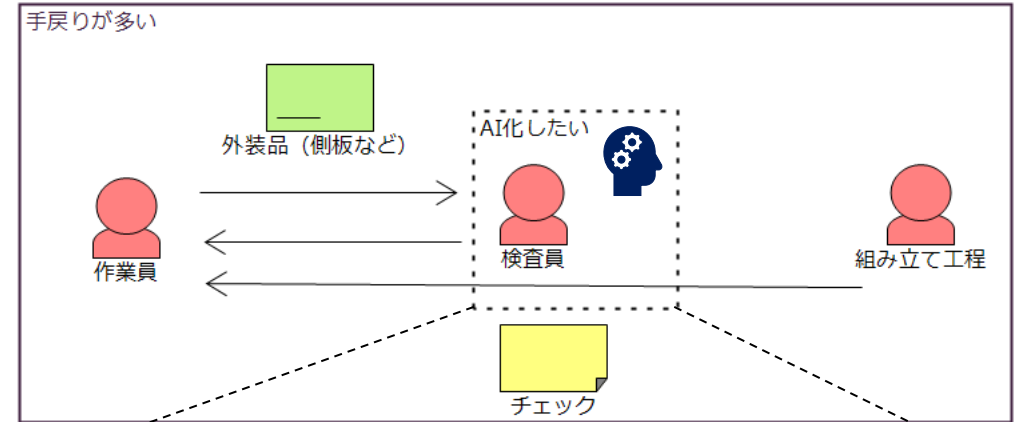 手戻りが多い
外装品（側板など）
AI化したい
作業員
検査員
組み立て工程
チェック